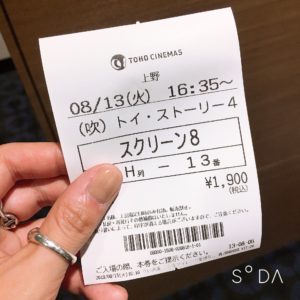 TOHO CINEMAS
上野
08/13(火) 16:35〜
(吹)トイ・ストーリー4
スクリーン8
H列 − 13番
¥1,900
(税込)
ご入場の際、本券をご提示ください。
SODA